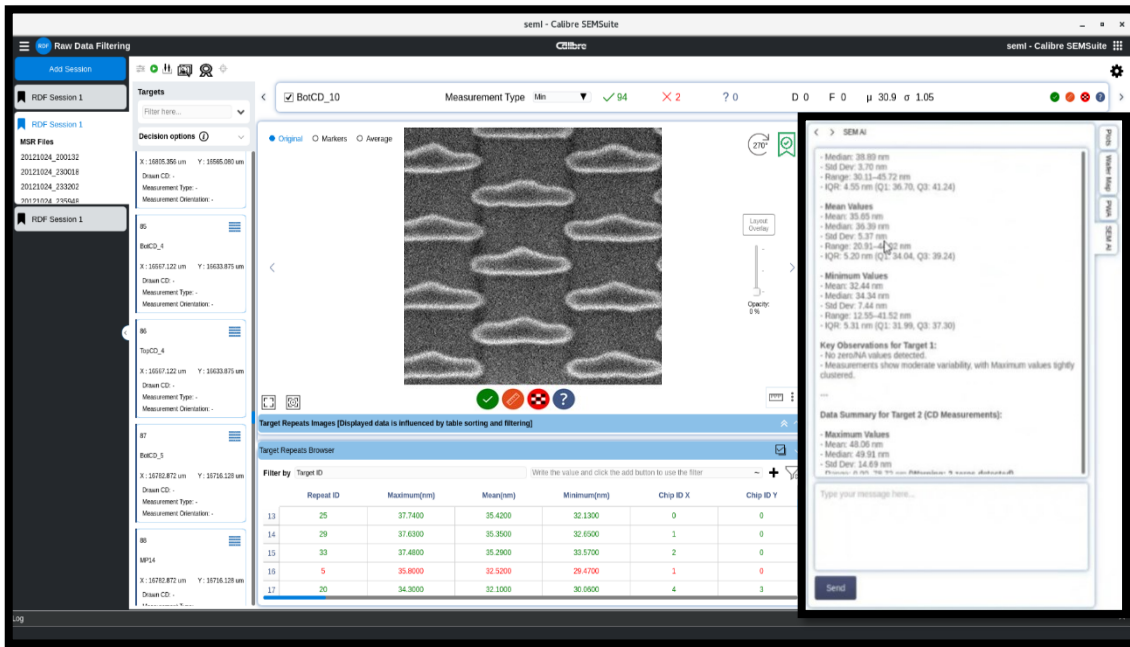 semI - Calibre SEMSuite
RDF Raw Data Filtering
Calibre
semI - Calibre SEMSuite
Add Session
RDF Session 1
RDF Session 1
MSR Files
20121024_200132
20121024_230018
20121024_233202
20121024_235948
RDF Session 1
Targets
Filter here...
Decision options
X : 16805.356 um Y : 16565.080 um
Drawn CD: -
Measurement Type: -
Measurement Orientation: -
85
BotCD_4
X : 16567.122 um Y : 16633.875 um
Drawn CD: -
Measurement Type: -
Measurement Orientation: -
86
TopCD_4
X : 16567.122 um Y : 16633.875 um
Drawn CD: -
Measurement Type: -
Measurement Orientation: -
87
BotCD_5
X : 16782.872 um Y : 16716.128 um
Drawn CD: -
Measurement Type: -
Measurement Orientation: -
88
MP14
X : 16782.872 um Y : 16716.128 um
Drawn CD: -
BotCD_10 Measurement Type Min 94 2 ? 0 D 0 F 0 μ 30.9 σ 1.05
Original Markers Average
270°
Layout Overlay
Opacity:
0 %
Target Repeats Images [Displayed data is influenced by table sorting and filtering]
Target Repeats Browser
Filter by Target ID Write the value and click the add button to use the filter
Repeat ID Maximum(nm) Mean(nm) Minimum(nm) Chip ID X Chip ID Y
13 25 37.7400 35.4200 32.1300 0 0
14 29 37.6300 35.3500 32.6500 1 0
15 33 37.4800 35.2900 33.5700 2 0
16 5 35.8000 32.5200 29.4700 1 0
17 20 34.3000 32.1000 30.0600 4 3
SEM AI
- Median: 38.89 nm
- Std Dev: 3.70 nm
- Range: 30.11–45.72 nm
- IQR: 4.55 nm (Q1: 36.70, Q3: 41.24)
- Mean Values
- Mean: 35.65 nm
- Median: 36.39 nm
- Std Dev: 5.37 nm
- Range: 20.91– nm
- IQR: 5.20 nm (Q1: 34.04, Q3: 39.24)
- Minimum Values
- Mean: 32.44 nm
- Median: 34.34 nm
- Std Dev: 7.44 nm
- Range: 12.55–41.52 nm
- IQR: 5.31 nm (Q1: 31.99, Q3: 37.30)
Key Observations for Target 1:
- No zero/NA values detected.
- Measurements show moderate variability, with Maximum values tightly
clustered.
---
Data Summary for Target 2 (CD Measurements):
- Maximum Values
- Mean: 48.06 nm
- Median: 49.91 nm
- Std Dev: 14.69 nm
Type your message here...
Send
Plots
Wafer Map
PWA
SEM AI
Log